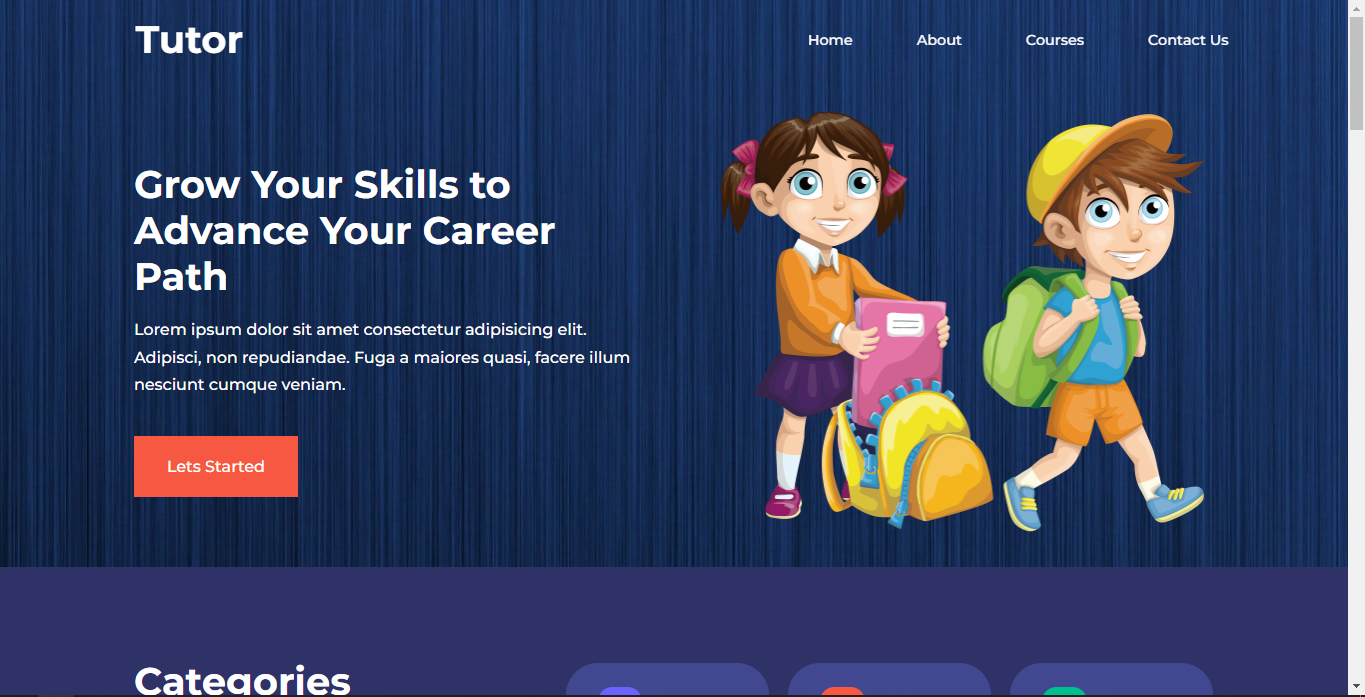 Tutor
Home
About
Courses
Contact Us
Grow Your Skills to
Advance Your Career
Path
Lorem ipsum dolor sit amet consectetur adipisicing elit.
Adipisci, non repudiandae. Fuga a maiores quasi, facere illum
nesciunt cumque veniam.
Lets Started
Categories